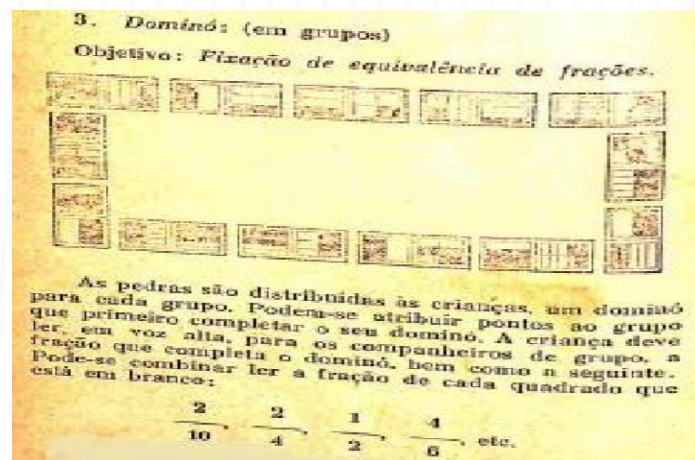 3. Dominó: (em grupos)
Objetivo: Fixação de equivalência de frações.
As pedras são distribuídas às crianças, um dominó
para cada grupo. Podem-se atribuir pontos ao grupo
que primeiro completar o seu dominó. A criança deve
ler, em voz alta, para os companheiros de grupo, a
fração que completa o dominó, bem como a seguinte.
Pode-se combinar ler a fração de cada quadrado que
está em branco:
2/10, 2/4, 1/2, 4/6, etc.